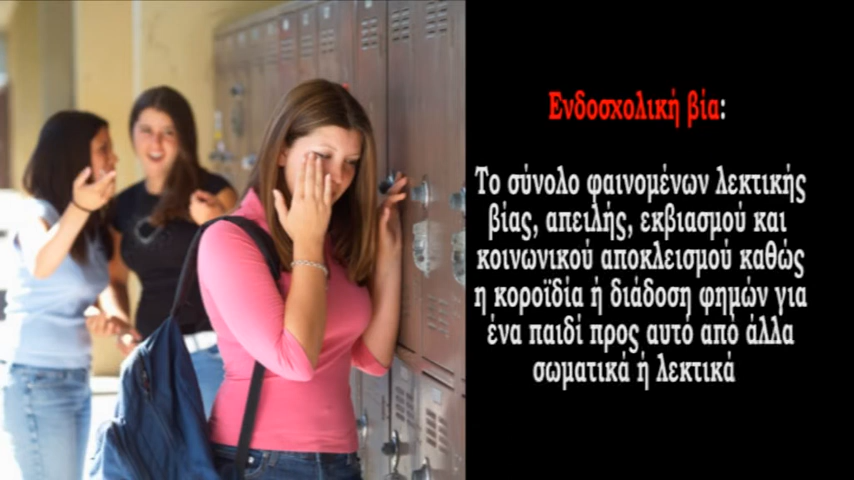 Ενδοσχολική βία:
Το σύνολο φαινομένων λεκτικής
βίας, απειλής, εκβιασμού και
κοινωνικού αποκλεισμού καθώς
η κοροϊδία ή διάδοση φημών για
ένα παιδί προς αυτό από άλλα
σωματικά ή λεκτικά